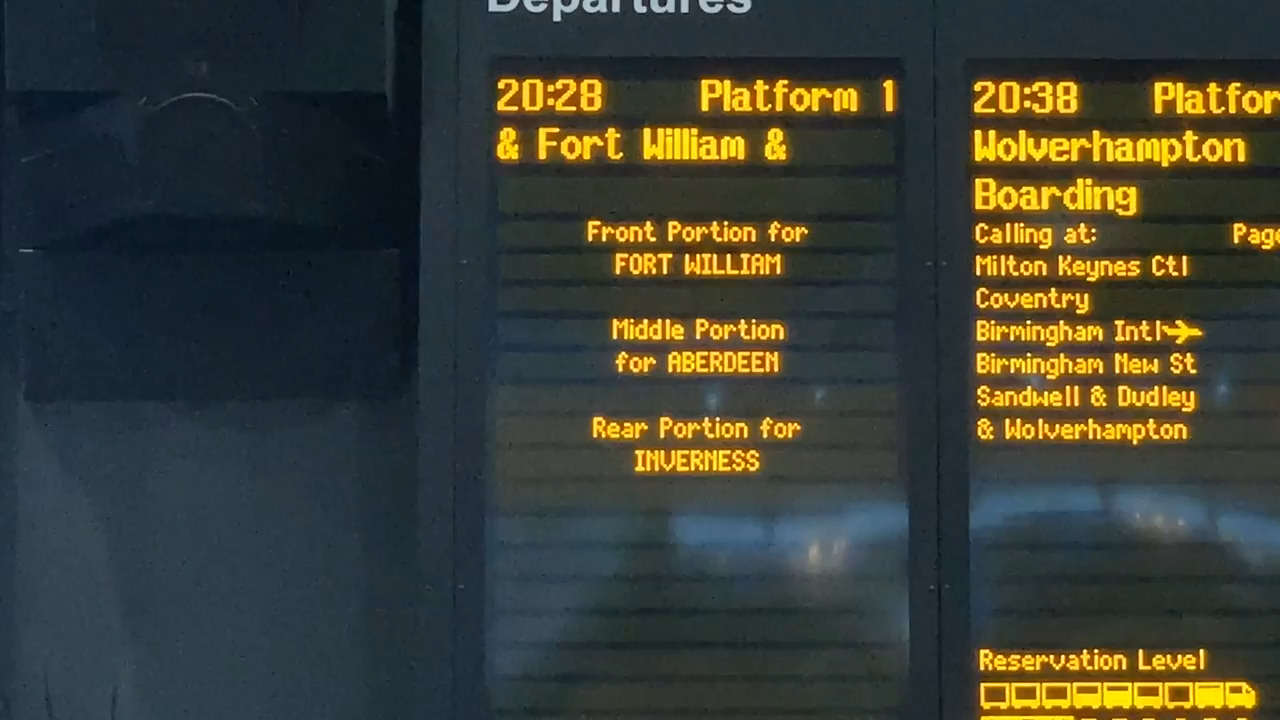 Departures
20:28 Platform 1
& Fort William &
Front Portion for
FORT WILLIAM
Middle Portion
for ABERDEEN
Rear Portion for
INVERNESS
20:38 Platfor
Wolverhampton
Boarding
Calling at: Page
Milton Keynes Ctl
Coventry
Birmingham Intl
Birmingham New St
Sandwell & Dudley
& Wolverhampton
Reservation Level